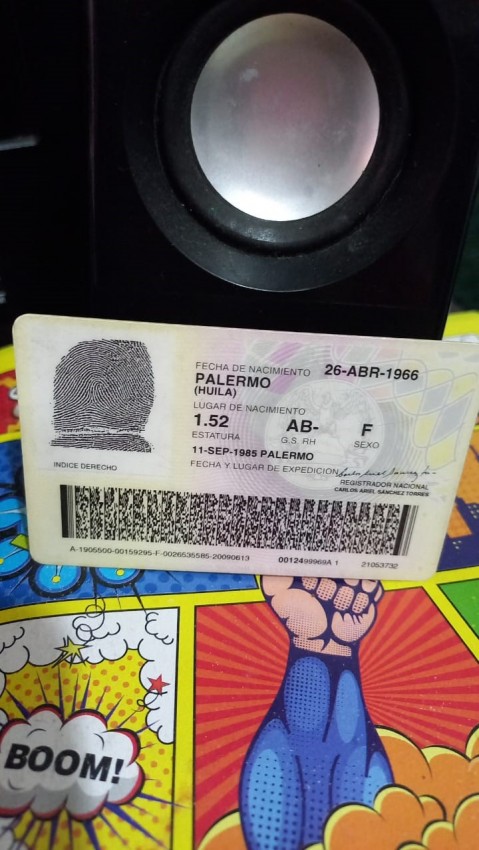 FECHA DE NACIMIENTO 26-ABR-1966
PALERMO
(HUILA)
LUGAR DE NACIMIENTO
1.52 AB- F
ESTATURA G.S. RH SEXO
11-SEP-1985 PALERMO
FECHA Y LUGAR DE EXPEDICION
INDICE DERECHO
REGISTRADOR NACIONAL
CARLOS ARIEL SANCHEZ TORRES
A-1905500-00159295-F-0026535585-20090613 0012499969A 1 21053732
BOOM!